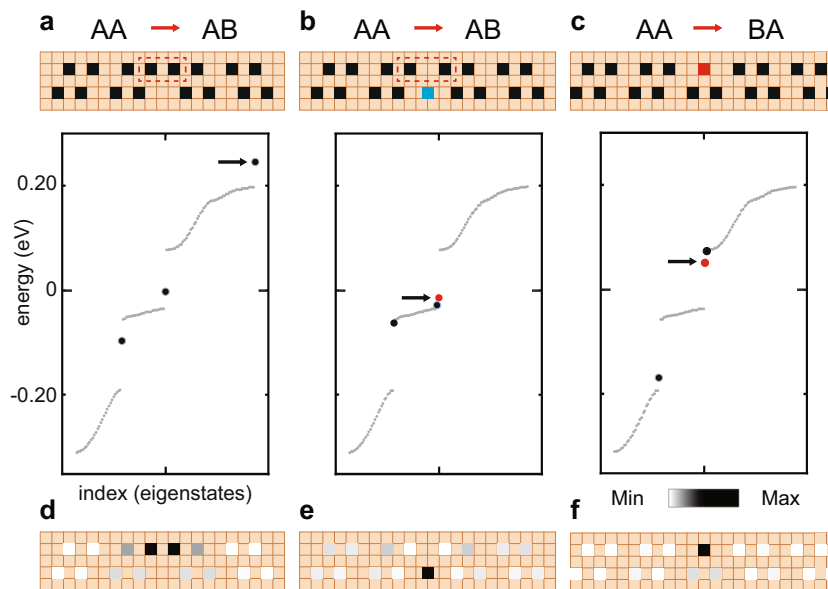 a AA AB
b AA AB
c AA BA
energy (eV)
0.20
0
-0.20
index (eigenstates)
Min Max
d
e
f